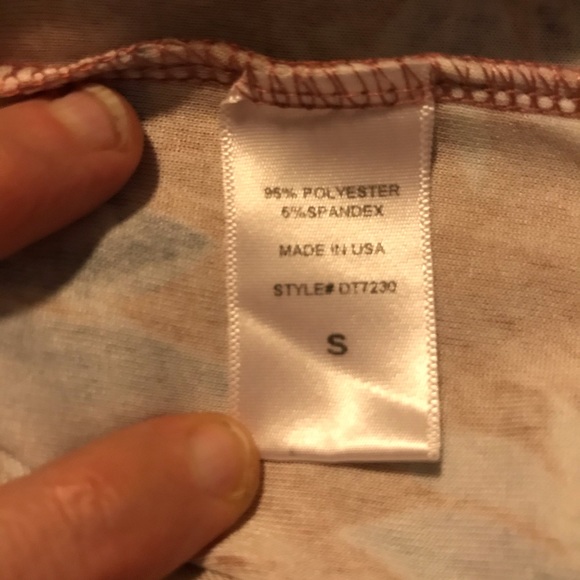 95% POLYESTER
5%SPANDEX
MADE IN USA
STYLE# DT7230
S